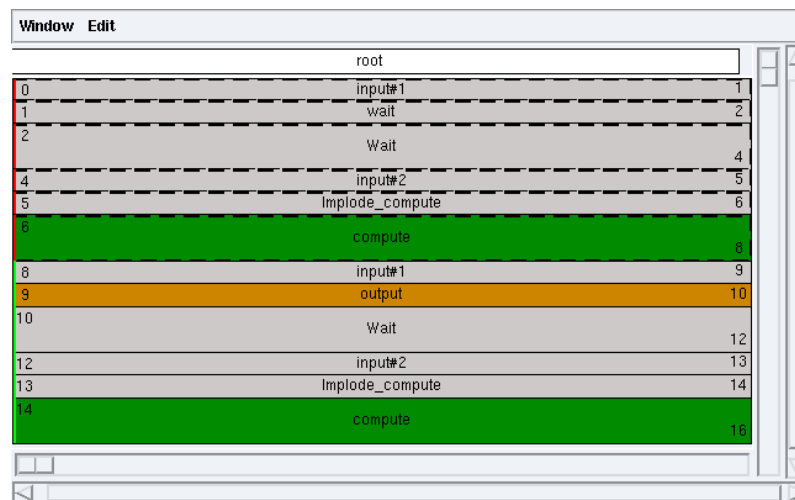 Window Edit
root
0 input#1 1
1 wait 2
2 Wait 4
4 input#2 5
5 Implode_compute 6
6 compute 8
8 input#1 9
9 output 10
10 Wait 12
12 input#2 13
13 Implode_compute 14
14 compute 16